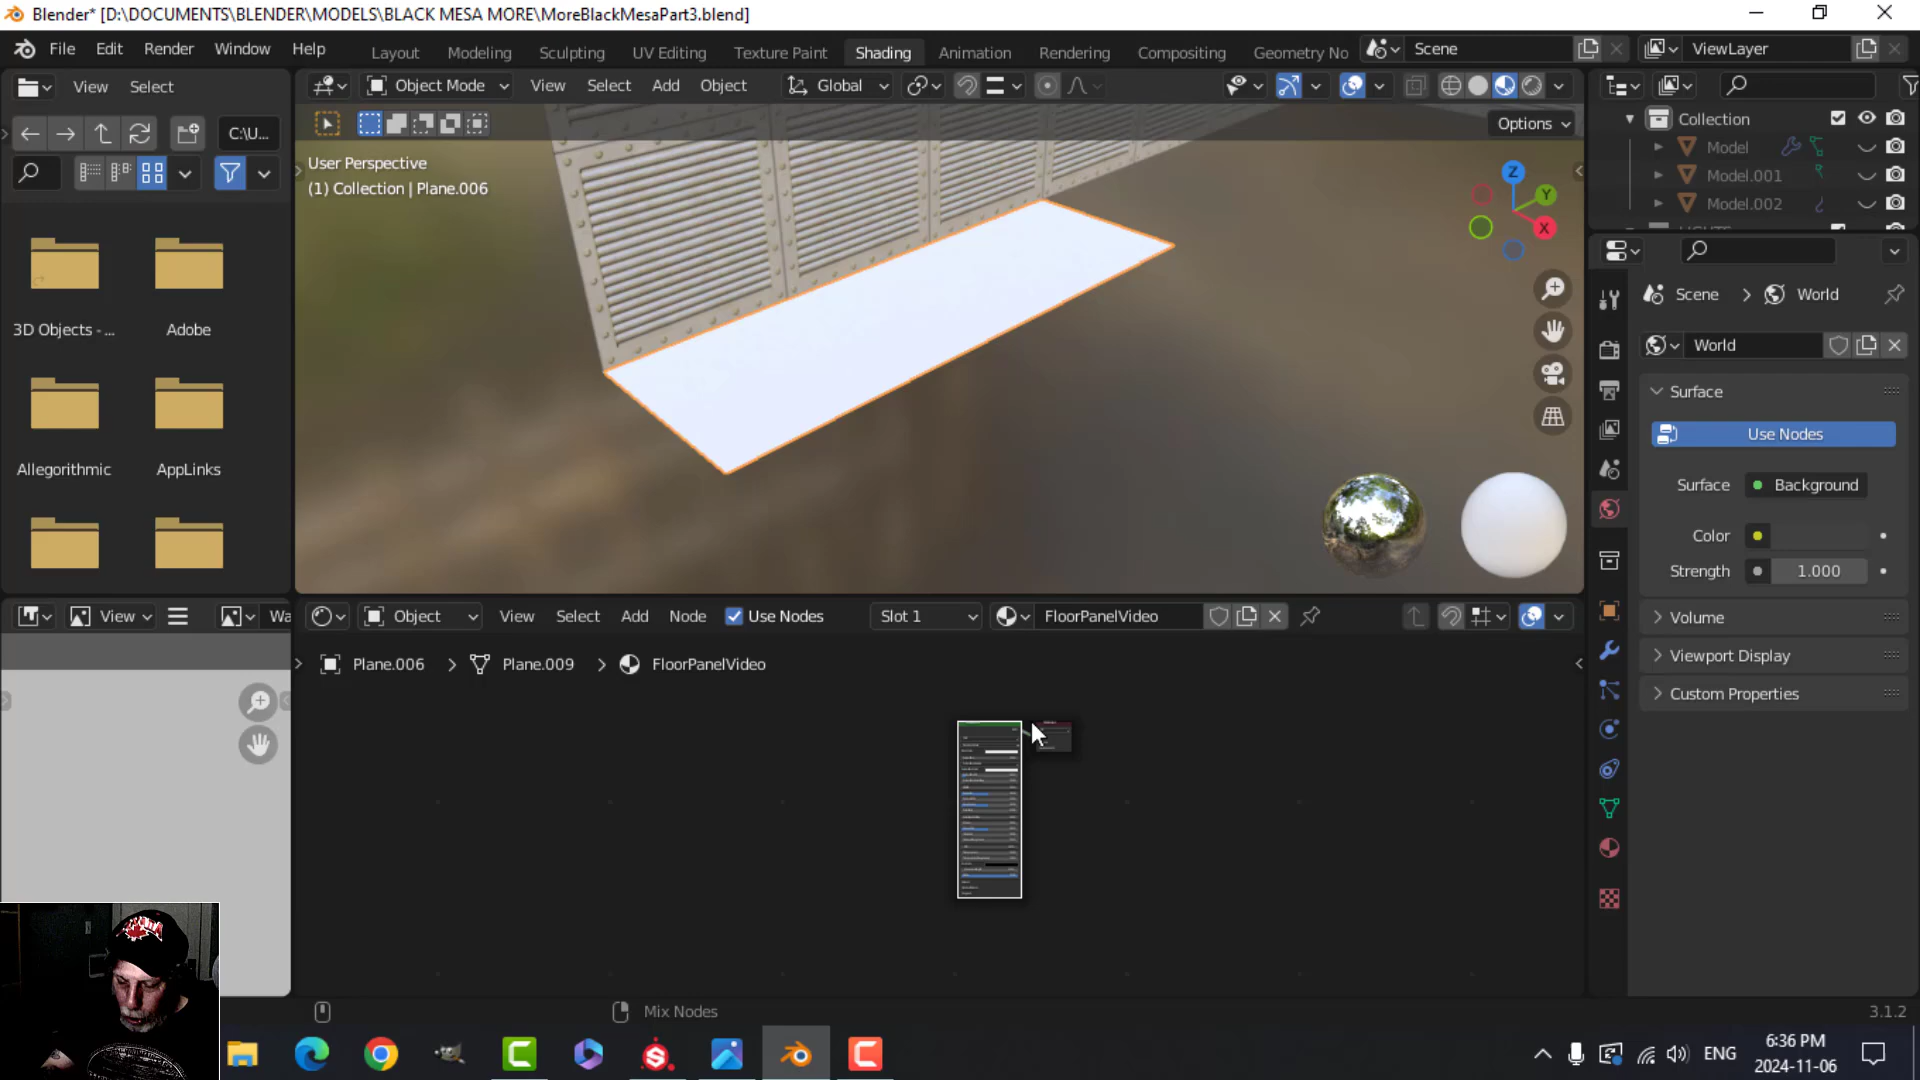 Blender* [D:\DOCUMENTS\BLENDER\MODELS\BLACK MESA MORE\MoreBlackMesaPart3.blend]
File Edit Render Window Help Layout Modeling Sculpting UV Editing Texture Paint Shading Animation Rendering Compositing Geometry No Scene ViewLayer
View Select Object Mode View Select Add Object Global
C:\U...
Options
User Perspective
(1) Collection | Plane.006
Z
Y
X
Collection
Model
Model.001
Model.002
3D Objects - ... Adobe
Allegorithmic AppLinks
Scene World
World
Surface
Use Nodes
Surface Background
Color
Strength 1.000
Volume
Viewport Display
Custom Properties
View Wa
Object View Select Add Node Use Nodes Slot 1 FloorPanelVideo
Plane.006 Plane.009 FloorPanelVideo
Mix Nodes
3.1.2
ENG
6:36 PM
2024-11-06